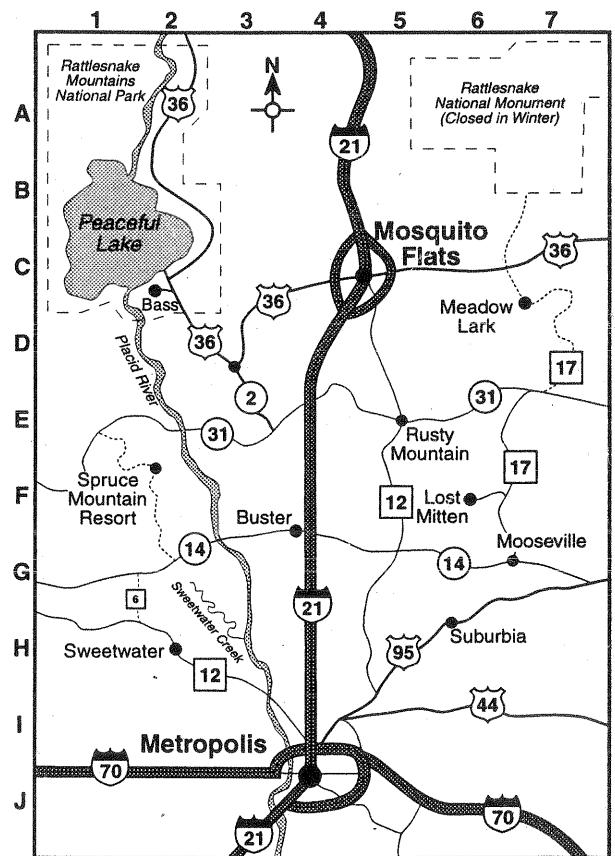 1 2 3 4 5 6 7
A
B
C
D
E
F
G
H
I
J
N
Rattlesnake
Mountains
National Park
36
21
Rattlesnake
National Monument
(Closed in Winter)
Peaceful
Lake
Mosquito
Flats
36
Bass
36
Meadow
Lark
36
Placid River
17
2
31
31
Rusty
Mountain
Spruce
Mountain
Resort
12
Lost
Mitten
17
Buster
Mooseville
14
14
6
Sweetwater Creek
21
Suburbia
Sweetwater
12
95
44
Metropolis
70
70
21